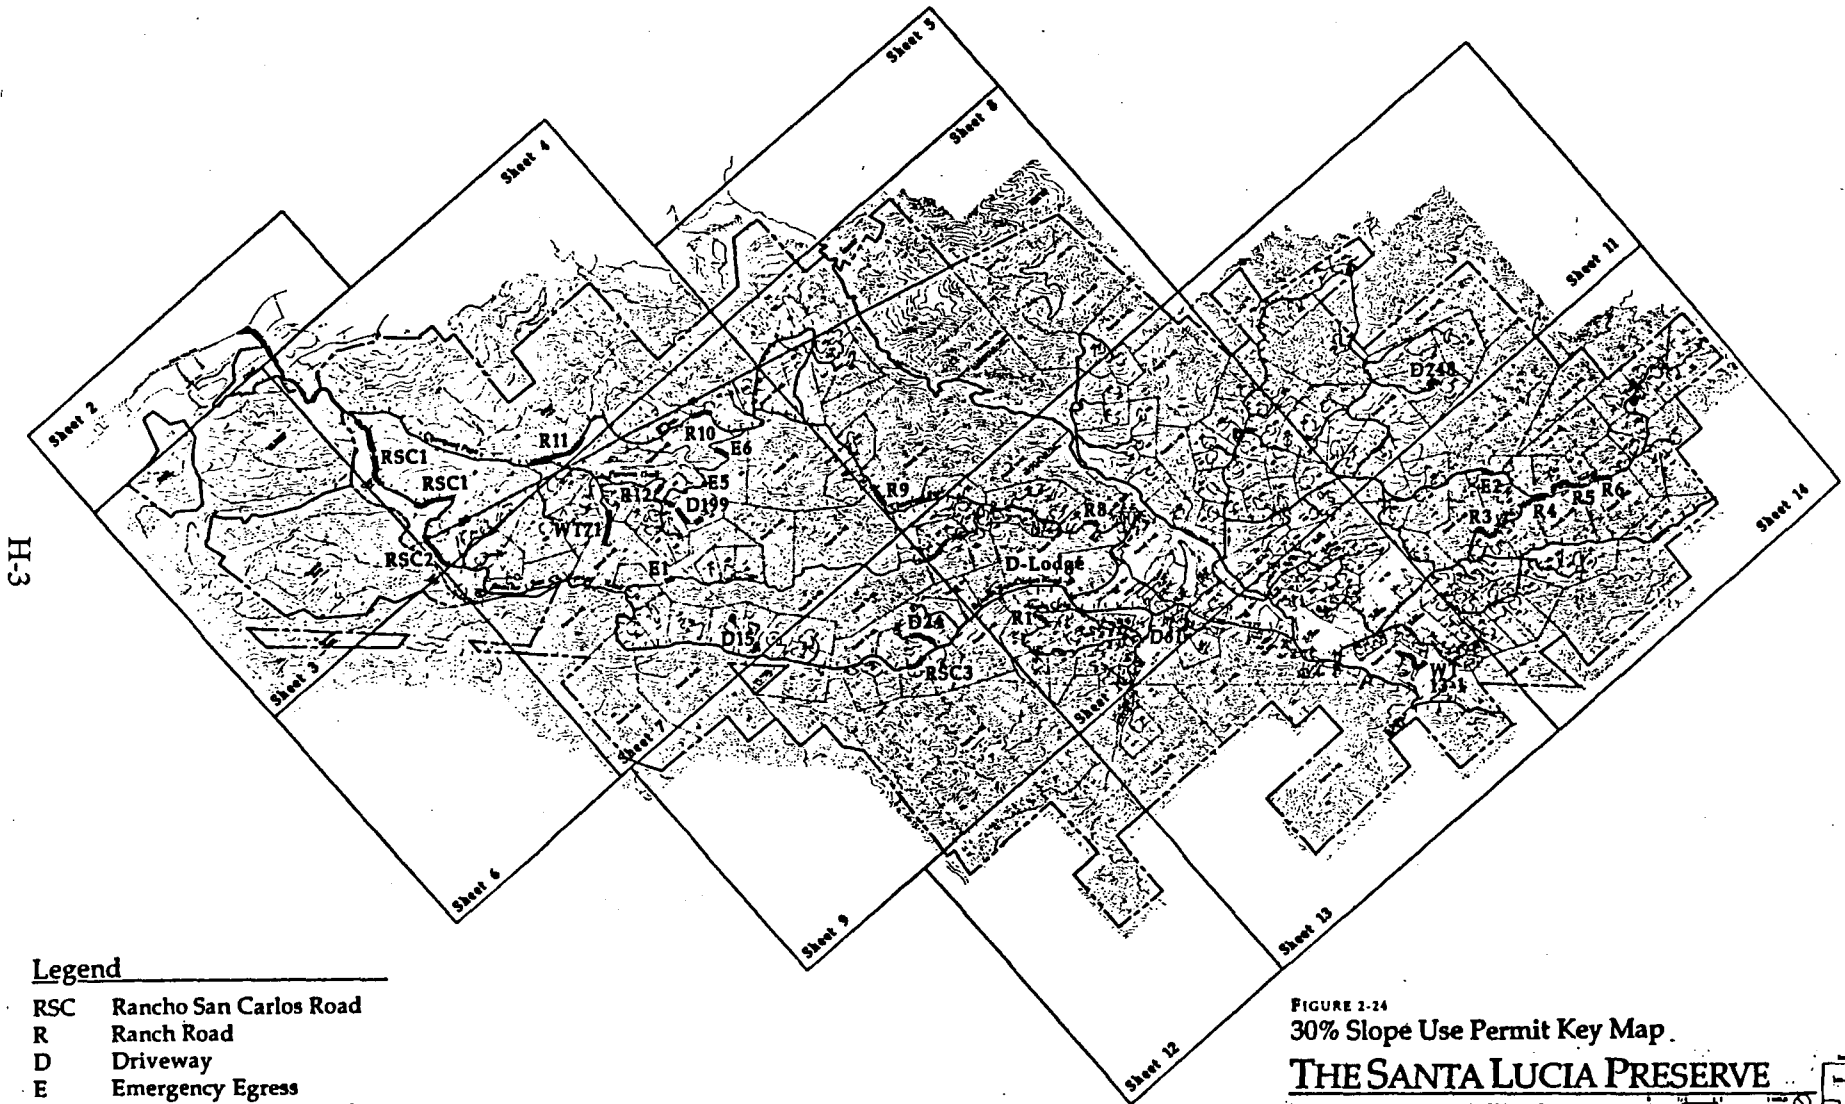 Sheet 5
Sheet 8
Sheet 4
Sheet 11
Sheet 2
D248
R11
R10
E6
RSC1
RSC1
E5
R12
D199
R9
E2
R6
R5
R4
R3
R8
Sheet 14
WT71
H-3
RSC2
E1
D-Lodge
D24
R1
D15
RSC3
Sheet 3
Sheet 7
Sheet
Sheet 6
Sheet 9
Sheet 13
Sheet 12
Legend
RSC Rancho San Carlos Road
R Ranch Road
D Driveway
E Emergency Egress
FIGURE 2-24
30% Slope Use Permit Key Map
THE SANTA LUCIA PRESERVE